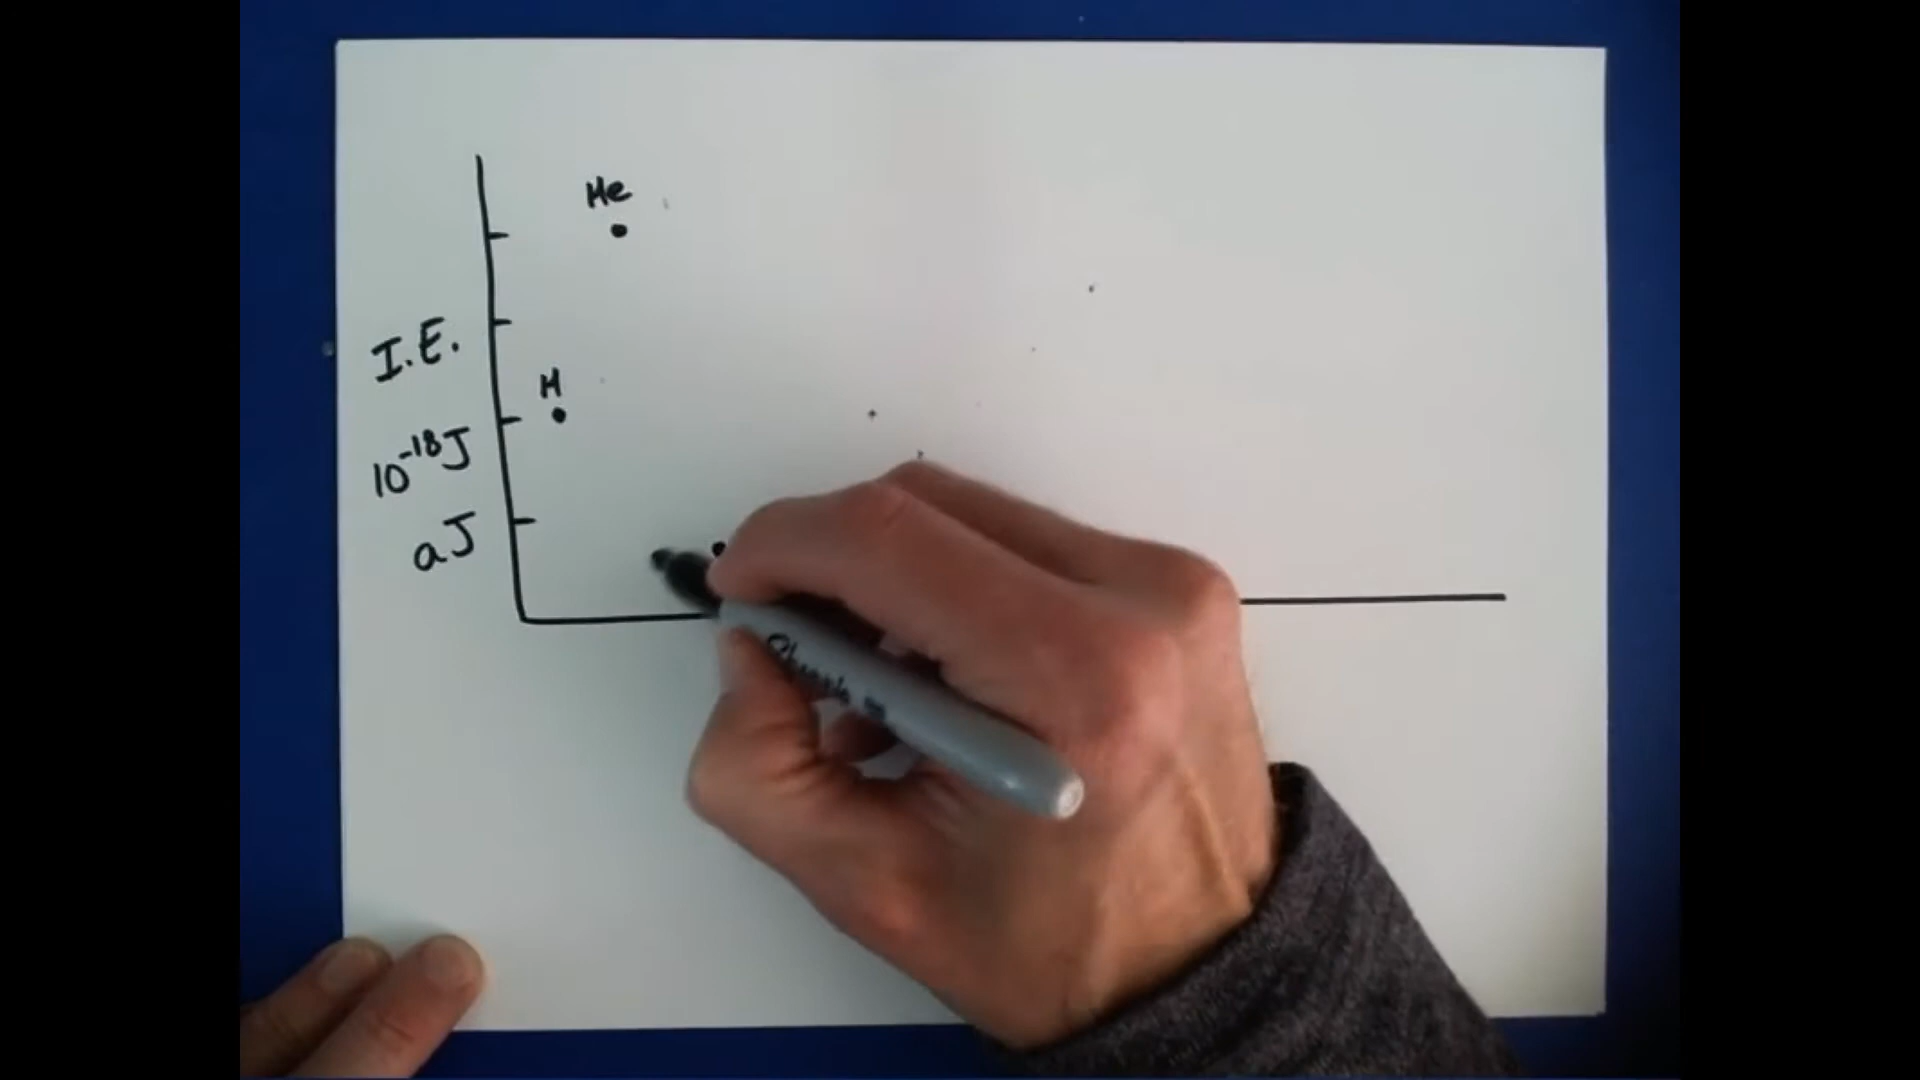 He
I.E.
H
10⁻¹⁸J
aJ
Sharpie